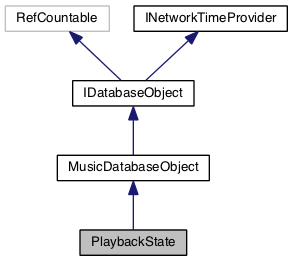 RefCountable
INetworkTimeProvider
IDatabaseObject
MusicDatabaseObject
PlaybackState